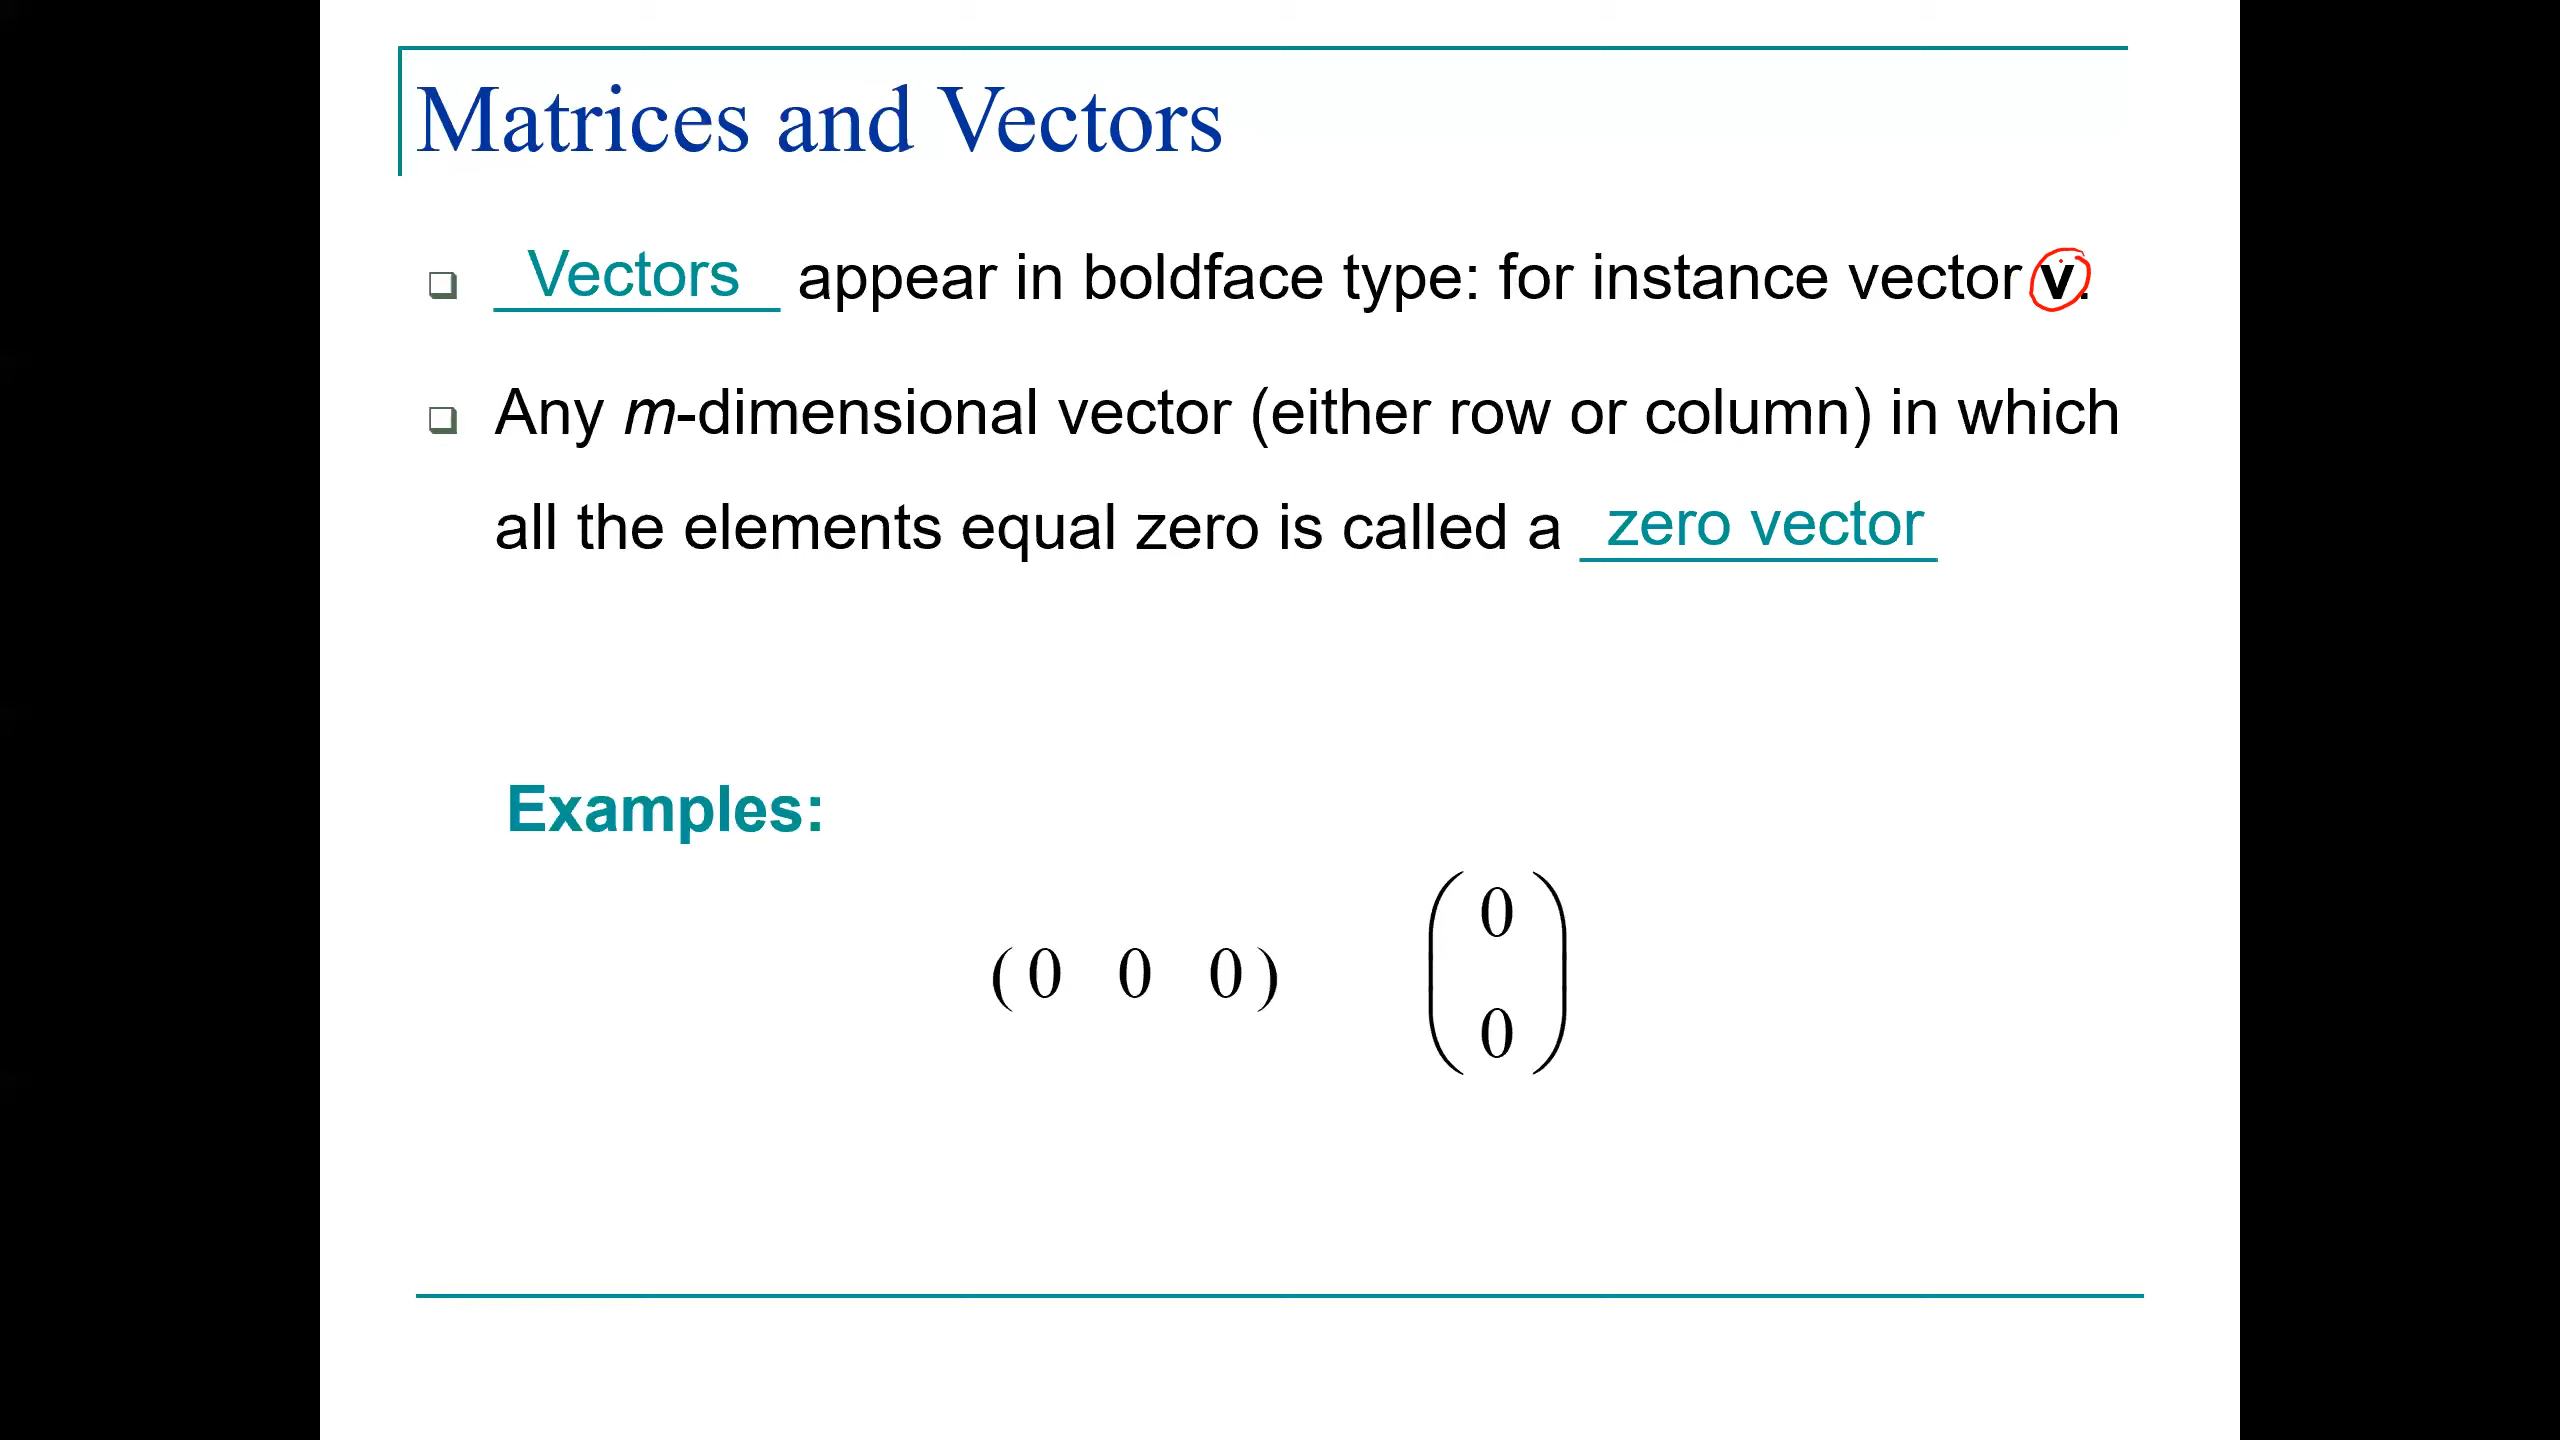 Matrices and Vectors
Vectors appear in boldface type: for instance vector v.
Any m-dimensional vector (either row or column) in which
all the elements equal zero is called a zero vector
Examples:
( 0 0 0 )
0
0